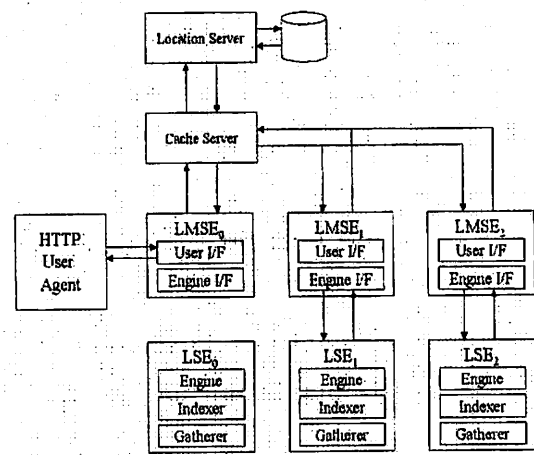 Location Server
Cache Server
HTTP
User
Agent
LMSE0
User I/F
Engine I/F
LMSE1
User I/F
Engine I/F
LMSE2
User I/F
Engine I/F
LSE0
Engine
Indexer
Gatherer
LSE1
Engine
Indexer
Gatherer
LSE2
Engine
Indexer
Gatherer